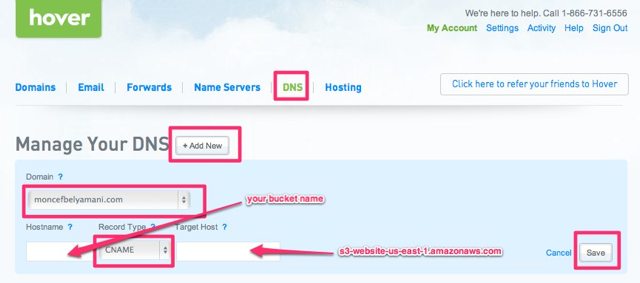 hover
We're here to help. Call 1-866-731-6556
My Account Settings Activity Help Sign Out
Domains Email Forwards Name Servers DNS Hosting
Click here to refer your friends to Hover
Manage Your DNS + Add New
Domain ?
moncefbelyamani.com
your bucket name
Hostname ? Record Type ? Target Host ?
CNAME
s3-website-us-east-1.amazonaws.com
Cancel Save